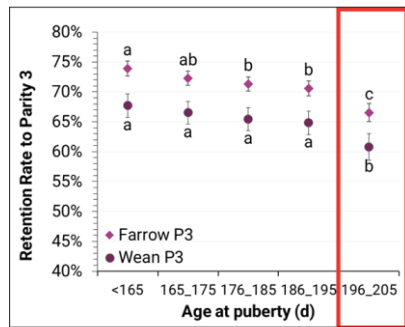 Retention Rate to Parity 3
80%
75%
70%
65%
60%
55%
50%
45%
40%
a
ab
b
b
c
a
a
a
a
b
Farrow P3
Wean P3
<165 165_175 176_185 186_195 196_205
Age at puberty (d)